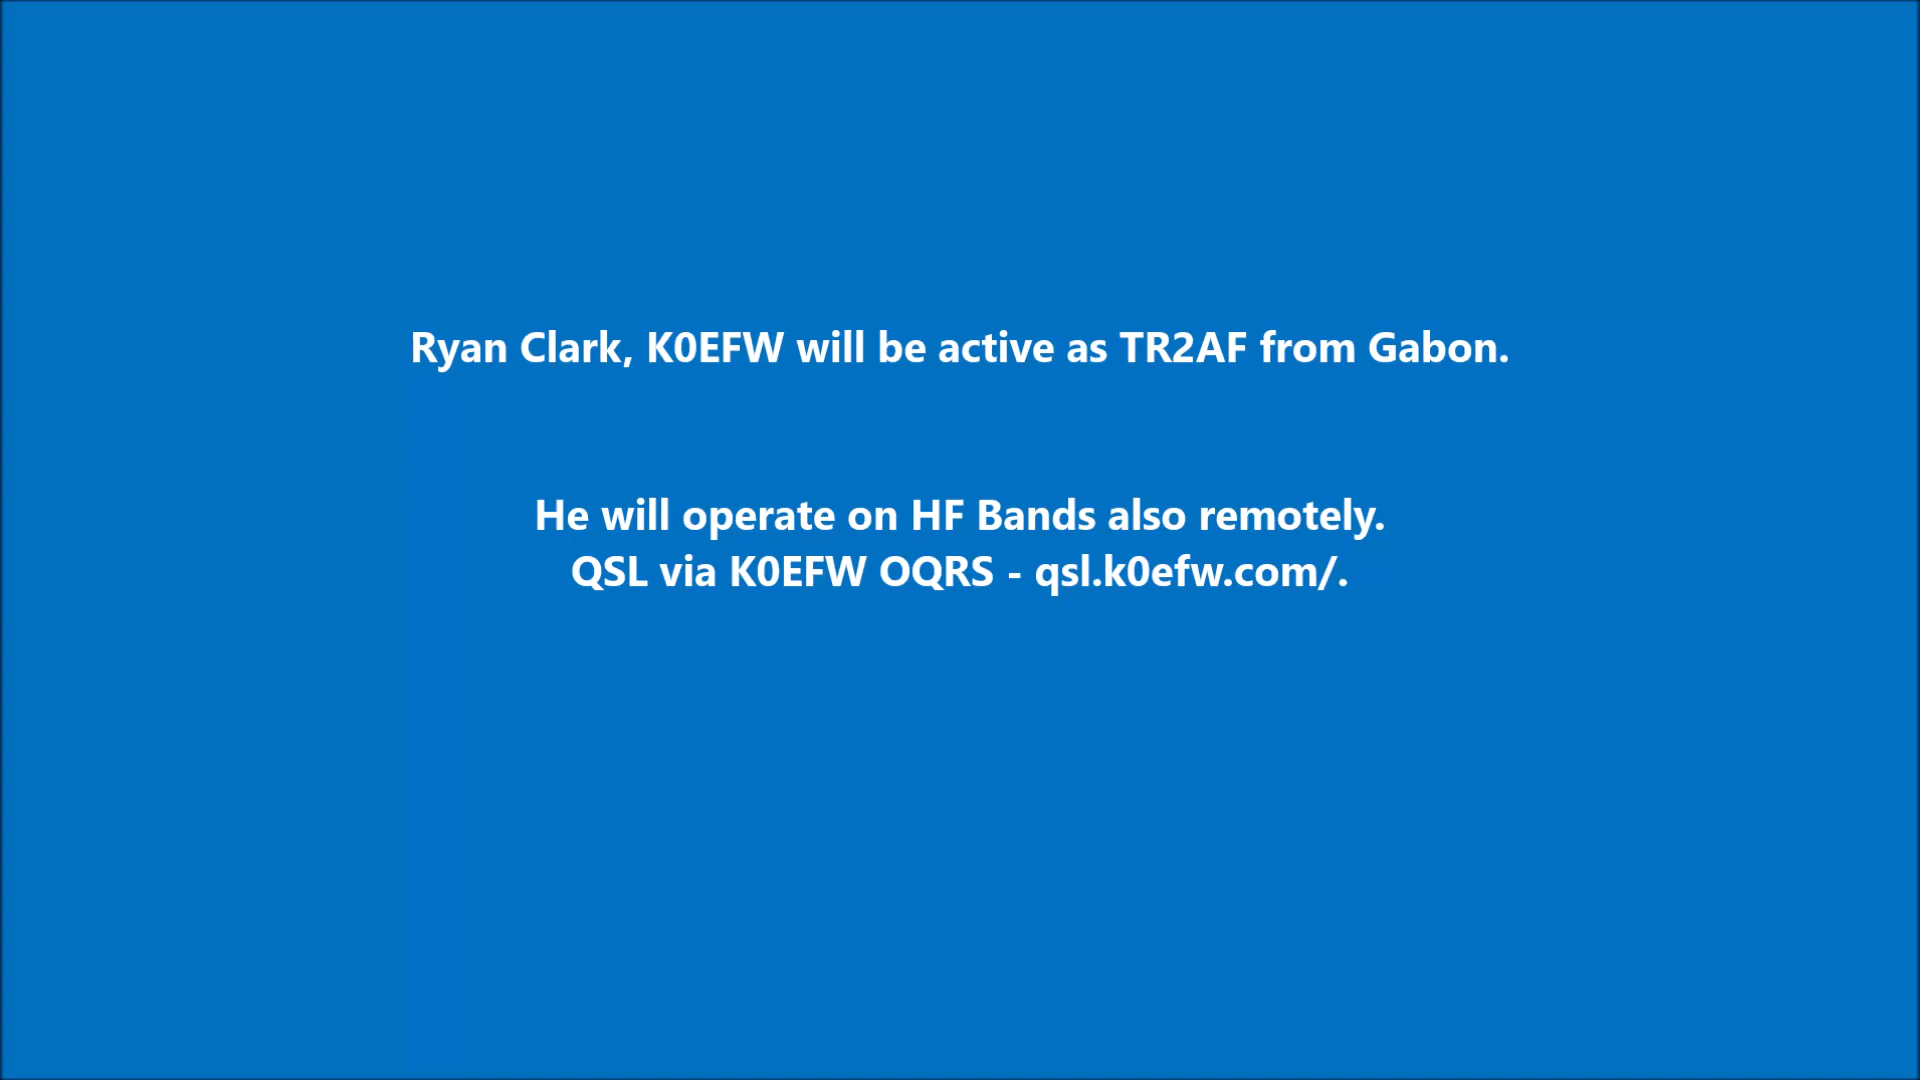 Ryan Clark, K0EFW will be active as TR2AF from Gabon.
He will operate on HF Bands also remotely.
QSL via K0EFW OQRS - qsl.k0efw.com/.